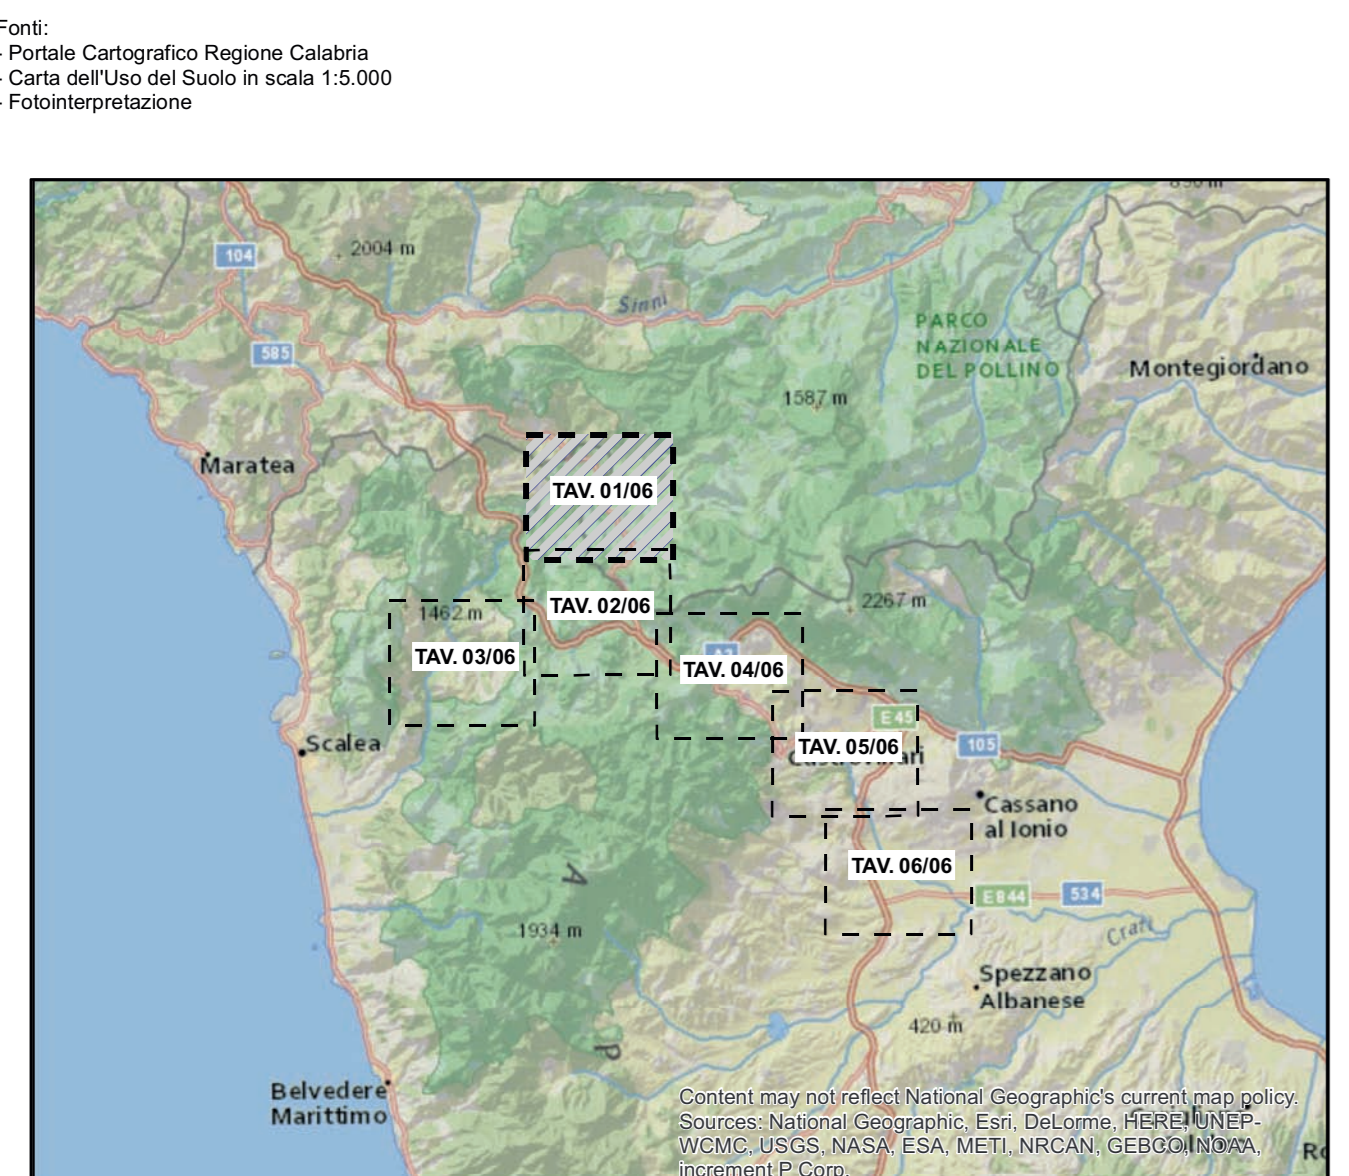 Fonti:
- Portale Cartografico Regione Calabria
- Carta dell'Uso del Suolo in scala 1:5.000
- Fotointerpretazione
104
2004 m
Sinni
585
PARCO
NAZIONALE
DEL POLLINO
Montegiordano
1587 m
Maratea
TAV. 01/06
TAV. 02/06
2267 m
1462 m
TAV. 03/06
TAV. 04/06
E45
Scalea
TAV. 05/06
105
Cassano
al Ionio
TAV. 06/06
E844
534
A
1934 m
Crati
Spezzano
Albanese
420 m
P
Belvedere
Marittimo
Content may not reflect National Geographic's current map policy.
Sources: National Geographic, Esri, DeLorme, HERE, UNEP-
WCMC, USGS, NASA, ESA, METI, NRCAN, GEBCO, NOAA,
increment P Corp.